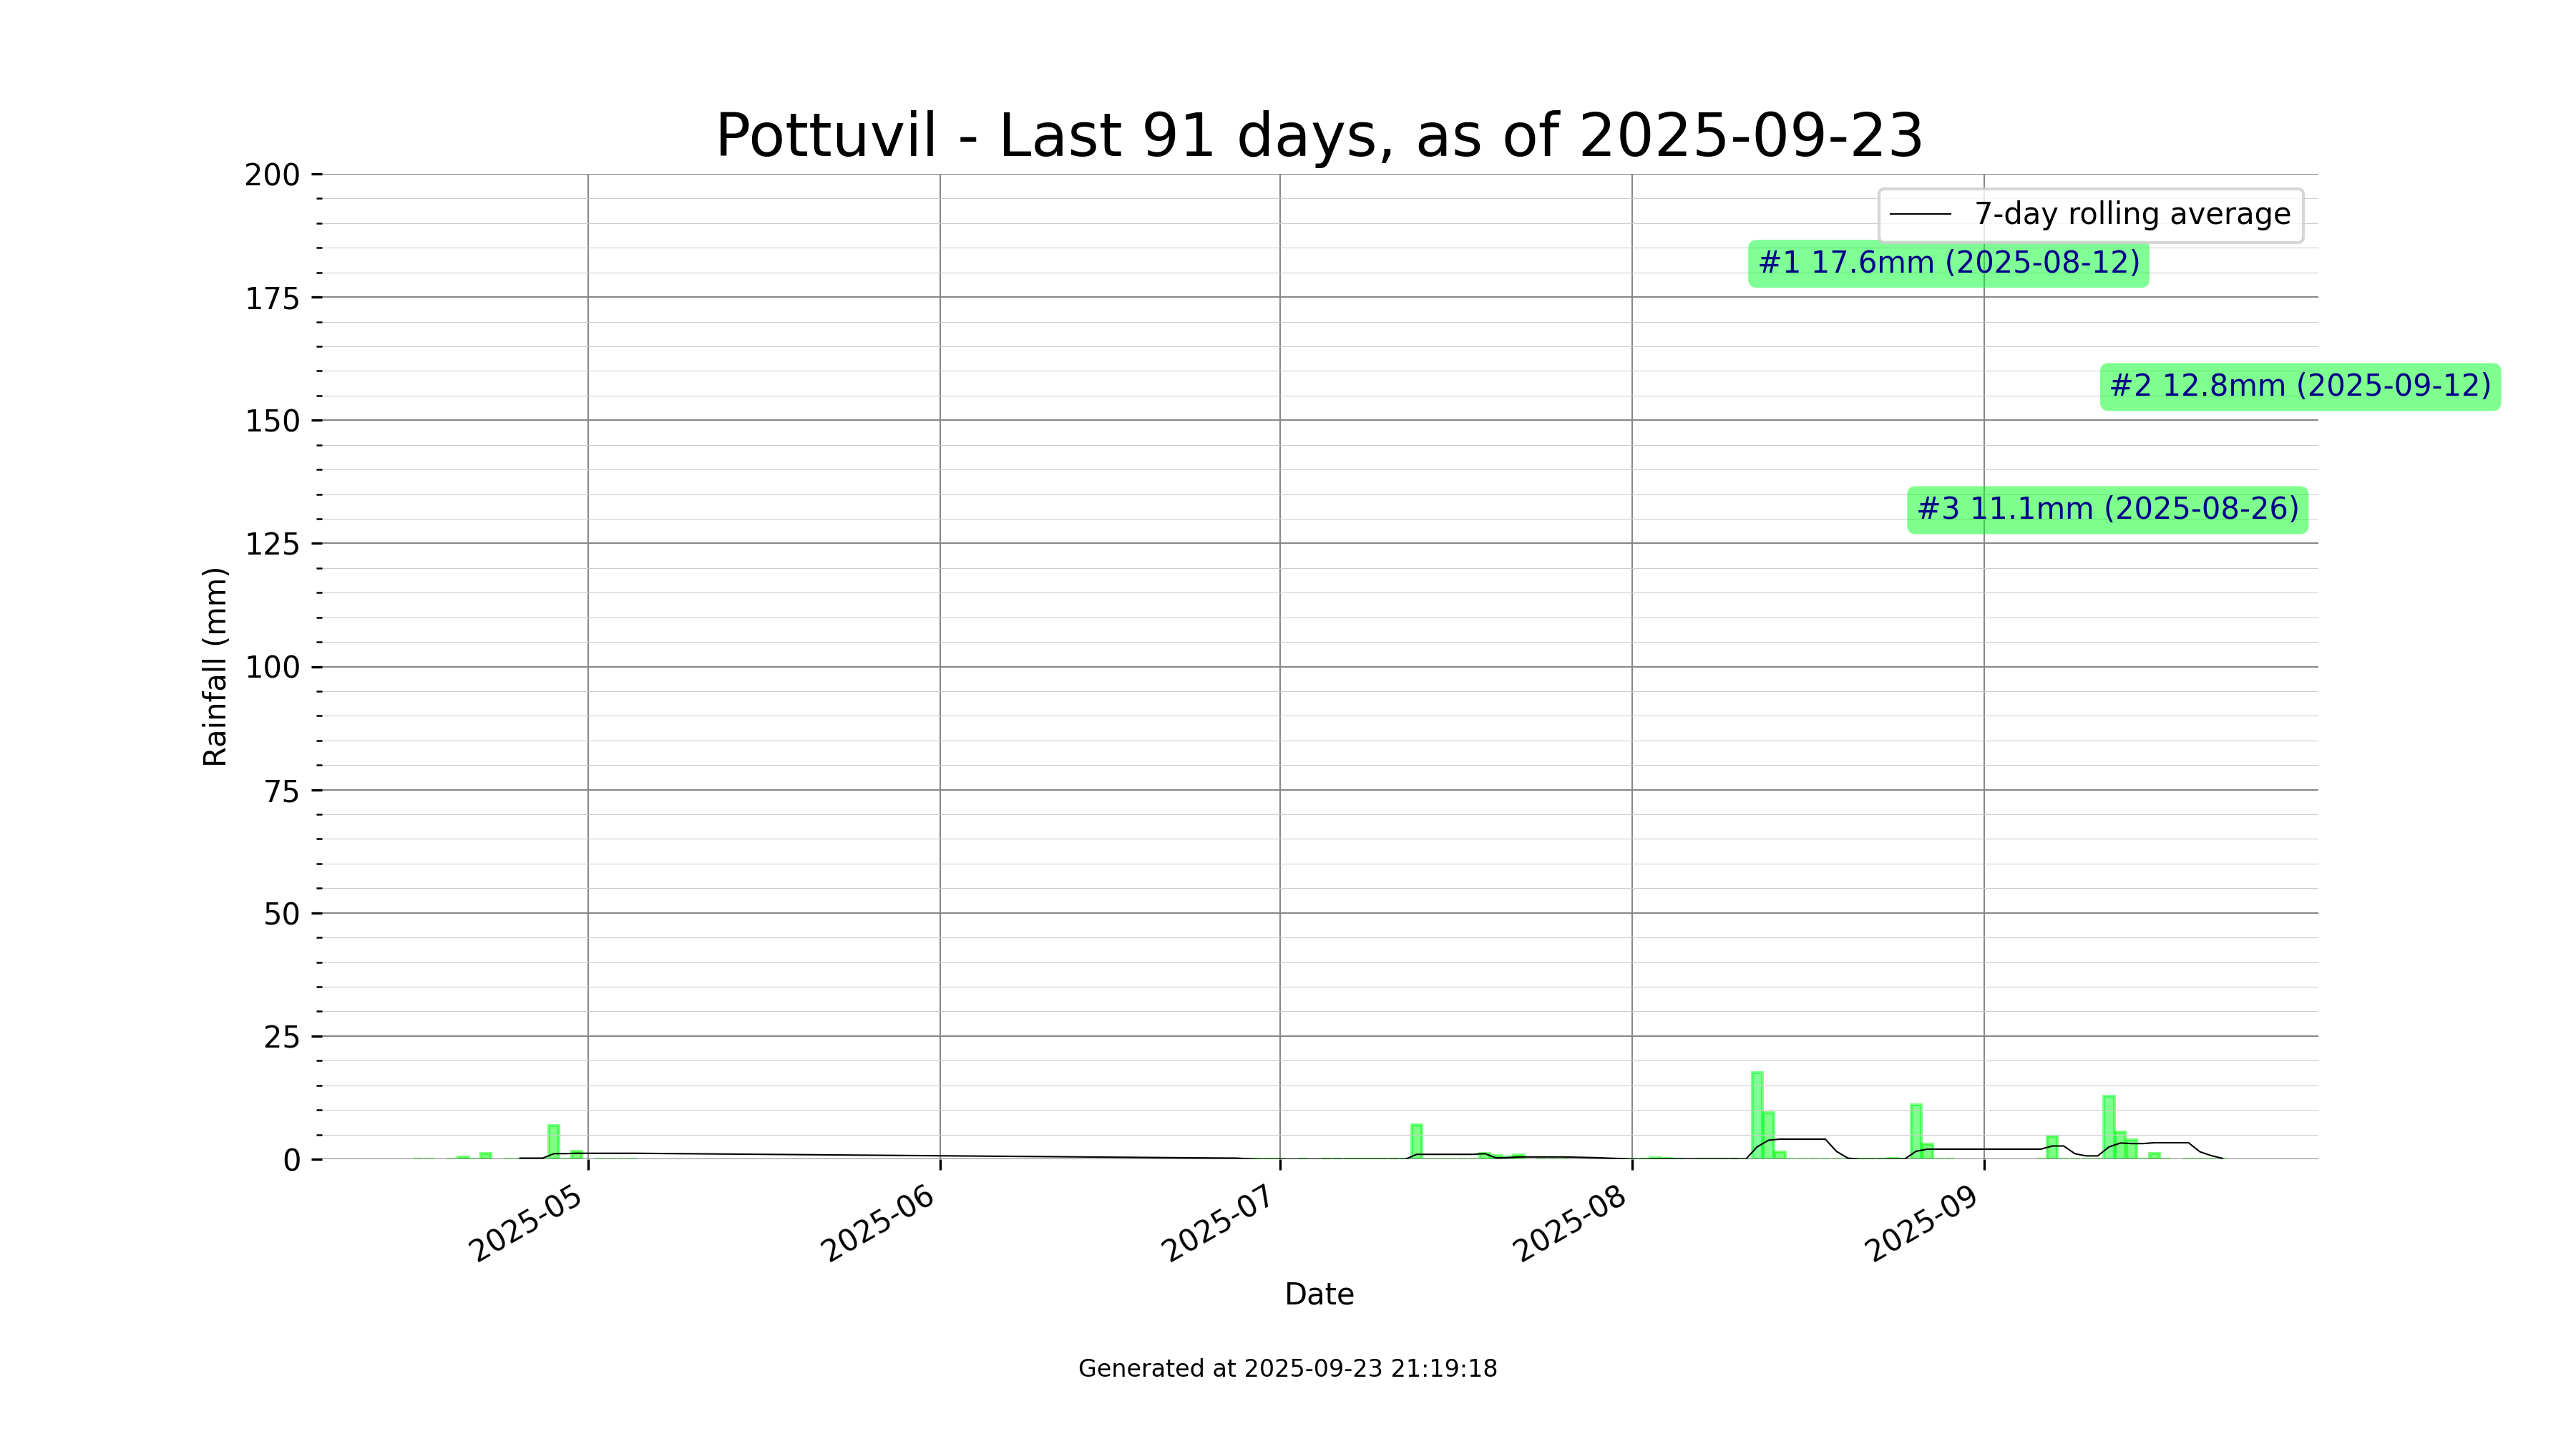 Pottuvil - Last 91 days, as of 2025-09-23
200
175
150
125
100
75
50
25
0
Rainfall (mm)
7-day rolling average
#1 17.6mm (2025-08-12)
#2 12.8mm (2025-09-12)
#3 11.1mm (2025-08-26)
2025-05
2025-06
2025-07
2025-08
2025-09
Date
Generated at 2025-09-23 21:19:18